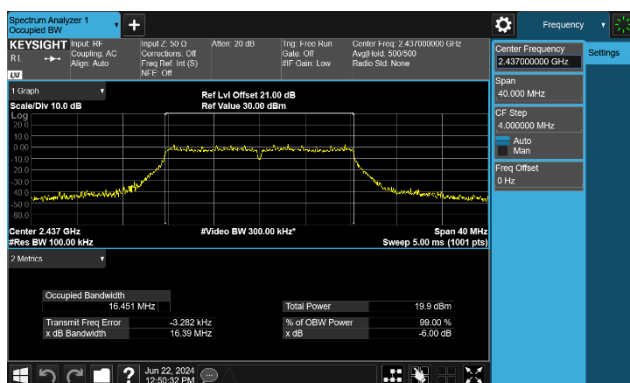 Spectrum Analyzer 1
Occupied BW
+
Frequency
KEYSIGHT
Input: RF
Coupling: AC
Align: Auto
Input Z: 50 Ω
Corrections: Off
Freq Ref: Int (S)
NFE: Off
Atten: 20 dB
Trig: Free Run
Gate: Off
#IF Gain: Low
Center Freq: 2.437000000 GHz
Avg|Hold: 500/500
Radio Std: None
LXI
Center Frequency
2.437000000 GHz
Settings
Span
40.000 MHz
CF Step
4.000000 MHz
Auto
Man
Freq Offset
0 Hz
1 Graph
Scale/Div 10.0 dB
Ref Lvl Offset 21.00 dB
Ref Value 30.00 dBm
Log
20.0
10.0
0.00
-10.0
-20.0
-30.0
-40.0
-50.0
-60.0
Center 2.437 GHz
#Res BW 100.00 kHz
#Video BW 300.00 kHz*
Span 40 MHz
Sweep 5.00 ms (1001 pts)
2 Metrics
Occupied Bandwidth
16.451 MHz
Total Power 19.9 dBm
Transmit Freq Error -3.282 kHz
% of OBW Power 99.00 %
x dB Bandwidth 16.39 MHz
x dB -6.00 dB
?
Jun 22, 2024
12:50:32 PM